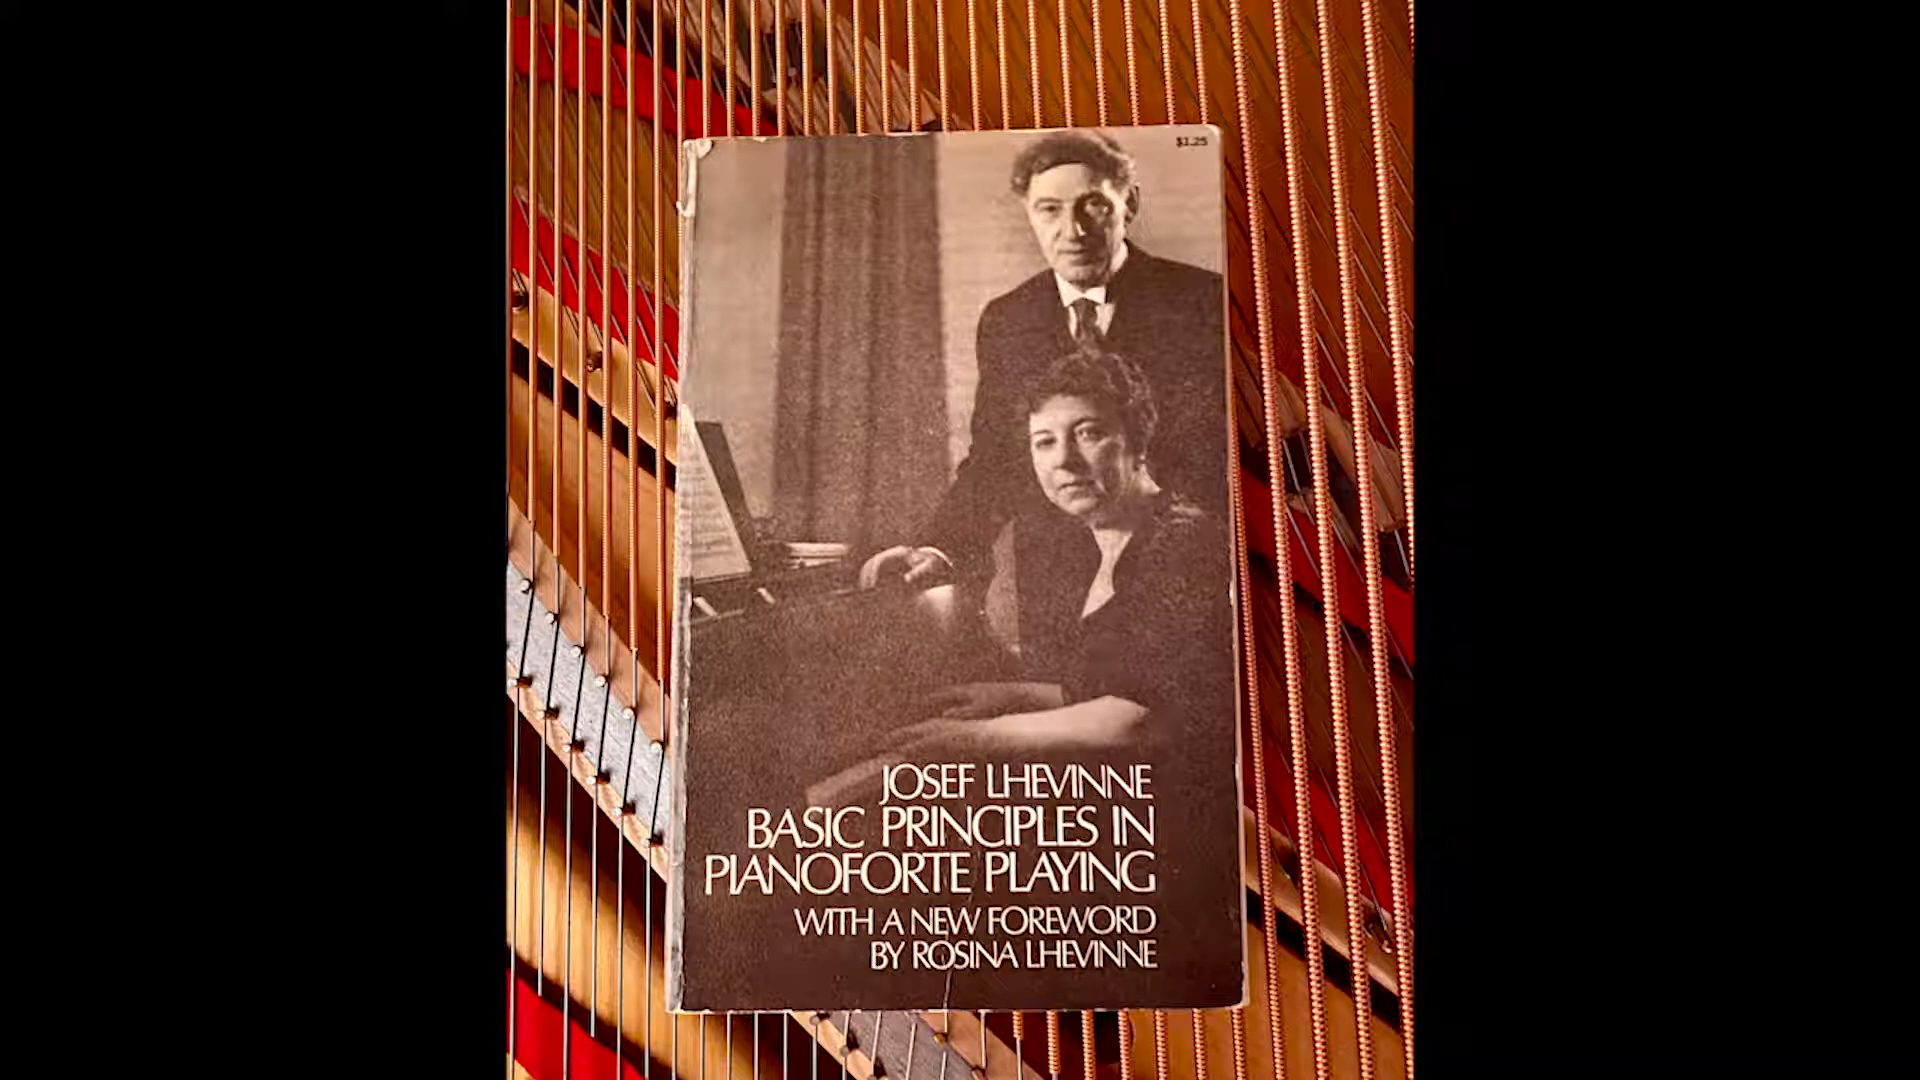 $1.25
JOSEF LHEVINNE
BASIC PRINCIPLES IN
PIANOFORTE PLAYING
WITH A NEW FOREWORD
BY ROSINA LHEVINNE